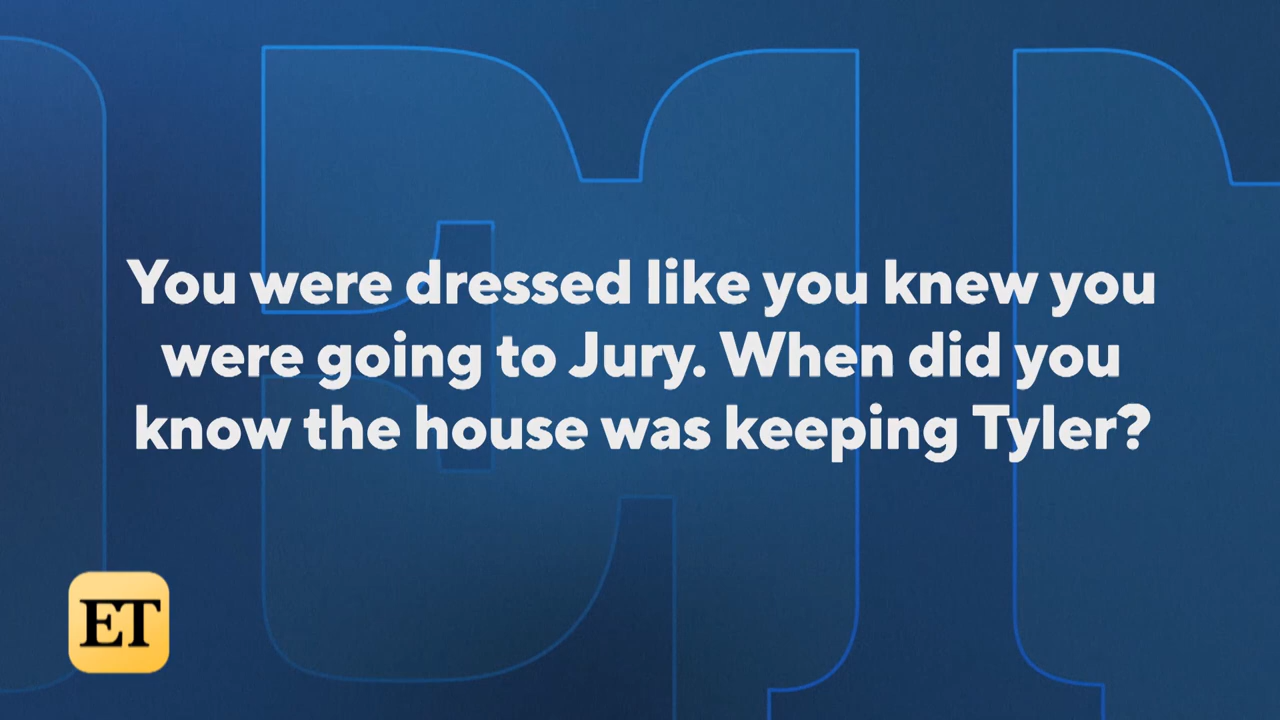 You were dressed like you knew you
were going to Jury. When did you
know the house was keeping Tyler?
ET